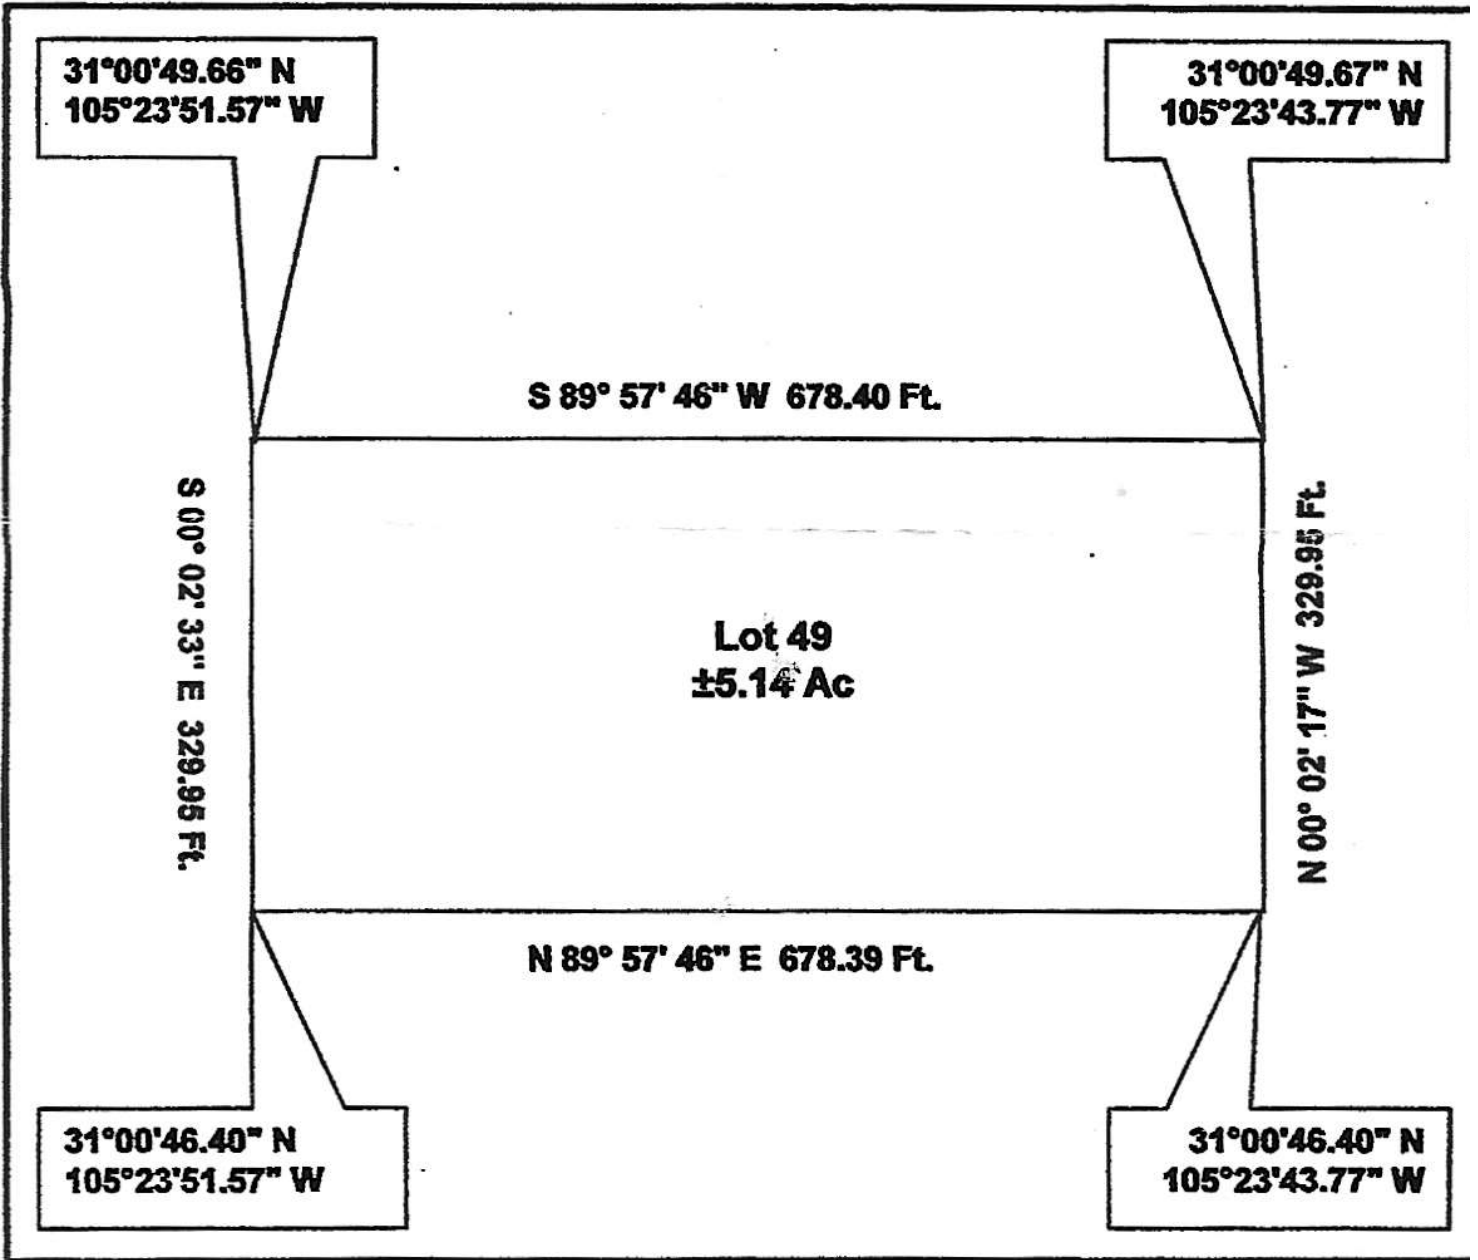 31°00'49.66" N
105°23'51.57" W
31°00'49.67" N
105°23'43.77" W
S 89° 57' 46" W 678.40 Ft.
S 00° 02' 33" E 329.95 Ft.
N 00° 02' 17" W 329.95 Ft.
Lot 49
±5.14 Ac
N 89° 57' 46" E 678.39 Ft.
31°00'46.40" N
105°23'51.57" W
31°00'46.40" N
105°23'43.77" W